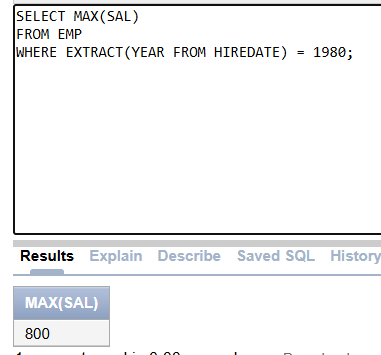 SELECT MAX(SAL)
FROM EMP
WHERE EXTRACT(YEAR FROM HIREDATE) = 1980;
Results Explain Describe Saved SQL History
MAX(SAL)
800